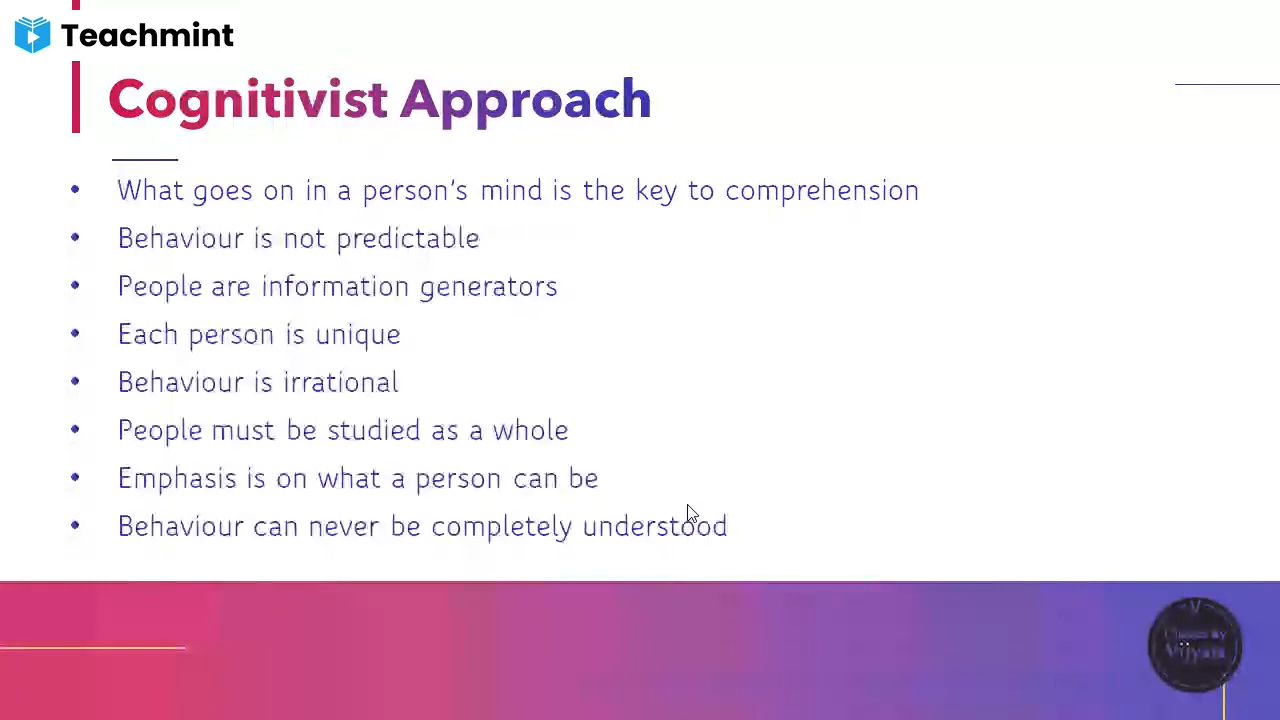 Teachmint
Cognitivist Approach
• What goes on in a person's mind is the key to comprehension
• Behaviour is not predictable
• People are information generators
• Each person is unique
• Behaviour is irrational
• People must be studied as a whole
• Emphasis is on what a person can be
• Behaviour can never be completely understood
V